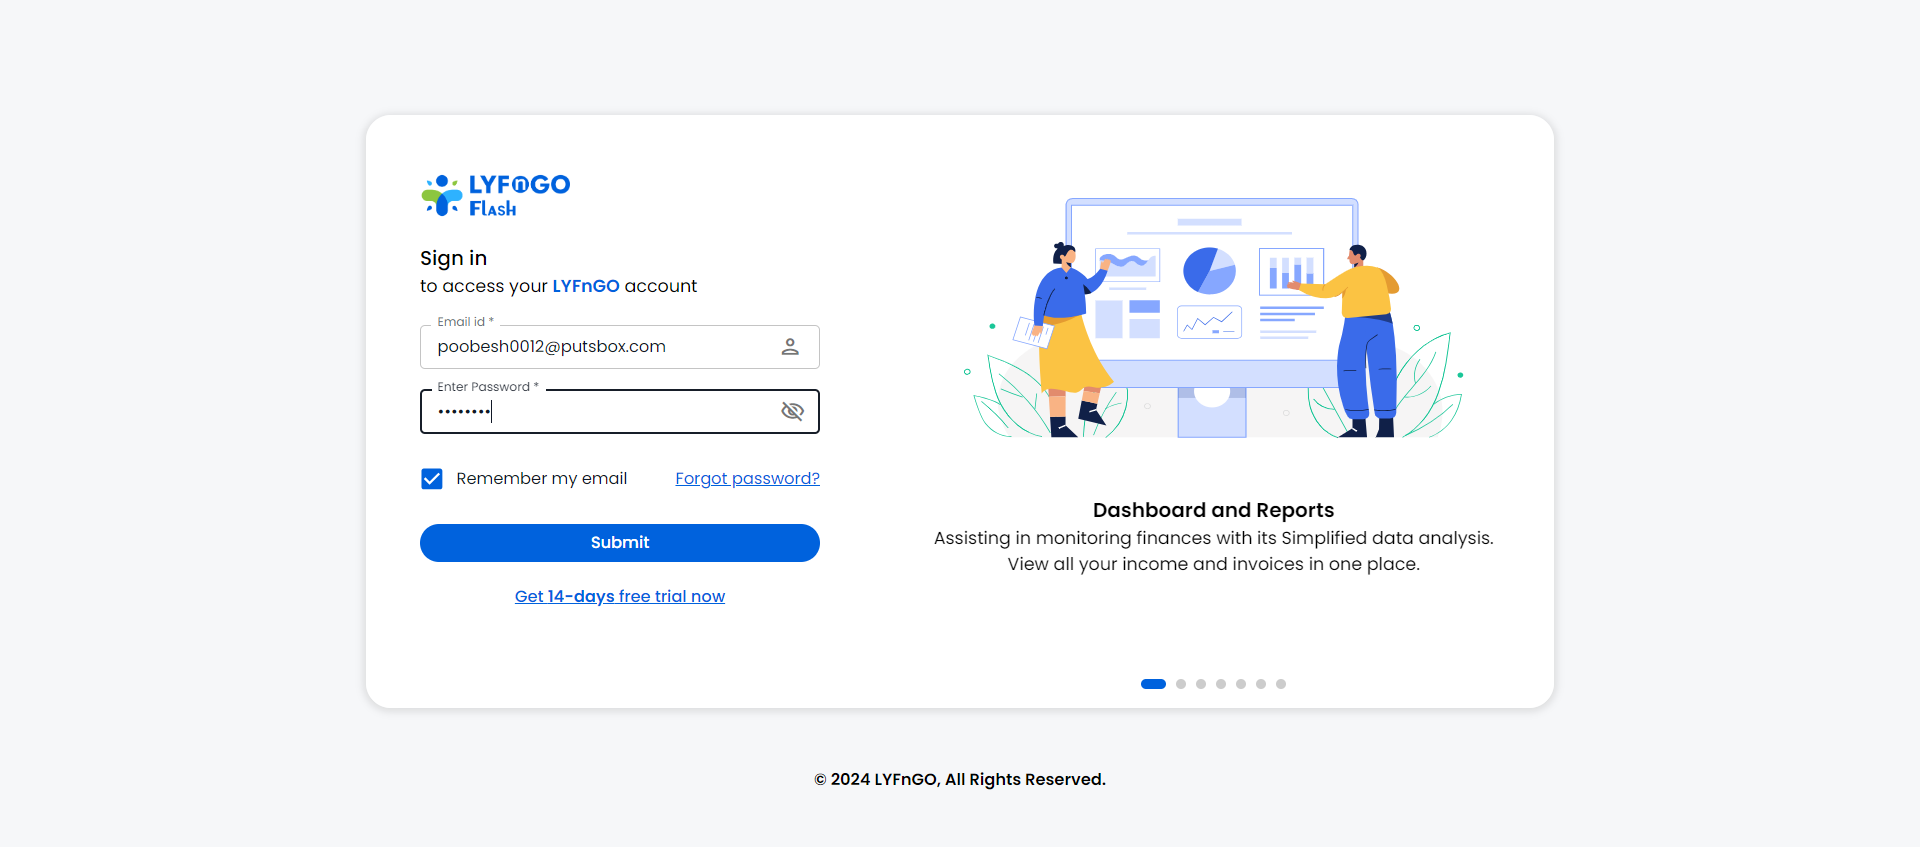 LYFnGO
Flash
Sign in
to access your LYFnGO account
Email id *
poobesh0012@putsbox.com
Enter Password *
••••••••
Remember my email
Forgot password?
Submit
Get 14-days free trial now
Dashboard and Reports
Assisting in monitoring finances with its Simplified data analysis.
View all your income and invoices in one place.
© 2024 LYFnGO, All Rights Reserved.